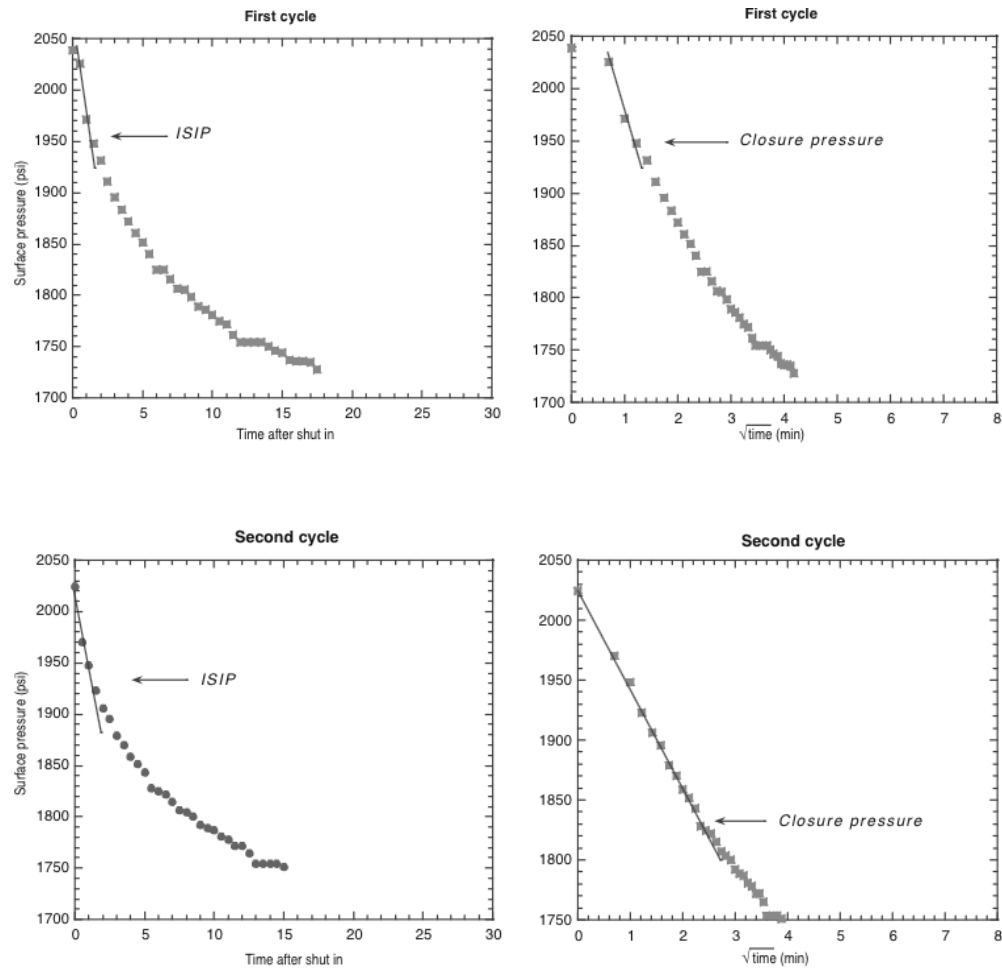 First cycle
2050
2000
1950
1900
1850
1800
1750
1700
Surface pressure (psi)
ISIP
0 5 10 15 20 25 30
Time after shut in
First cycle
2050
2000
1950
1900
1850
1800
1750
1700
Closure pressure
0 1 2 3 4 5 6 7 8
√time (min)
Second cycle
2050
2000
1950
1900
1850
1800
1750
1700
Surface pressure (psi)
ISIP
0 5 10 15 20 25 30
Time after shut in
Second cycle
2050
2000
1950
1900
1850
1800
1750
Closure pressure
0 1 2 3 4 5 6 7 8
√time (min)